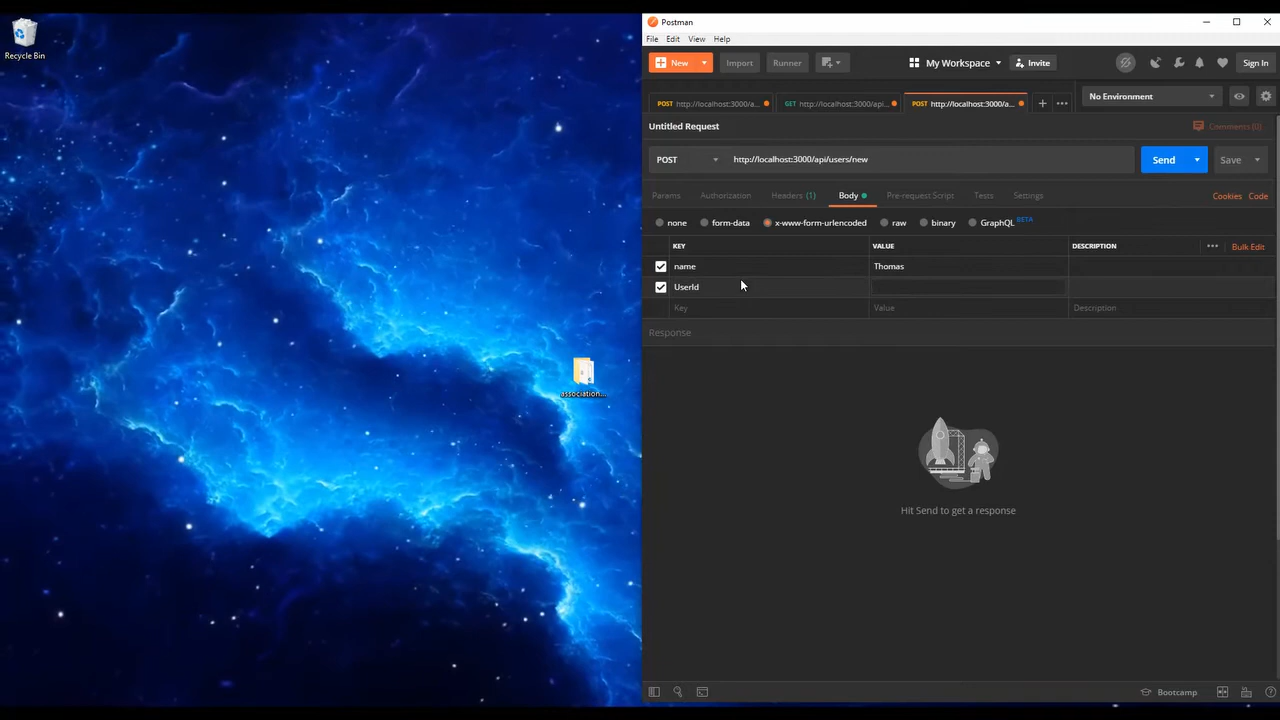 Recycle Bin
association...
Postman
File Edit View Help
New Import Runner My Workspace Invite Sign In
POST http://localhost:3000/a... GET http://localhost:3000/api... POST http://localhost:3000/a... No Environment
Untitled Request Comments (0)
POST http://localhost:3000/api/users/new Send Save
Params Authorization Headers (1) Body Pre-request Script Tests Settings Cookies Code
none form-data x-www-form-urlencoded raw binary GraphQL BETA
KEY VALUE DESCRIPTION Bulk Edit
name Thomas
UserId
Key Value Description
Response
Hit Send to get a response
Bootcamp